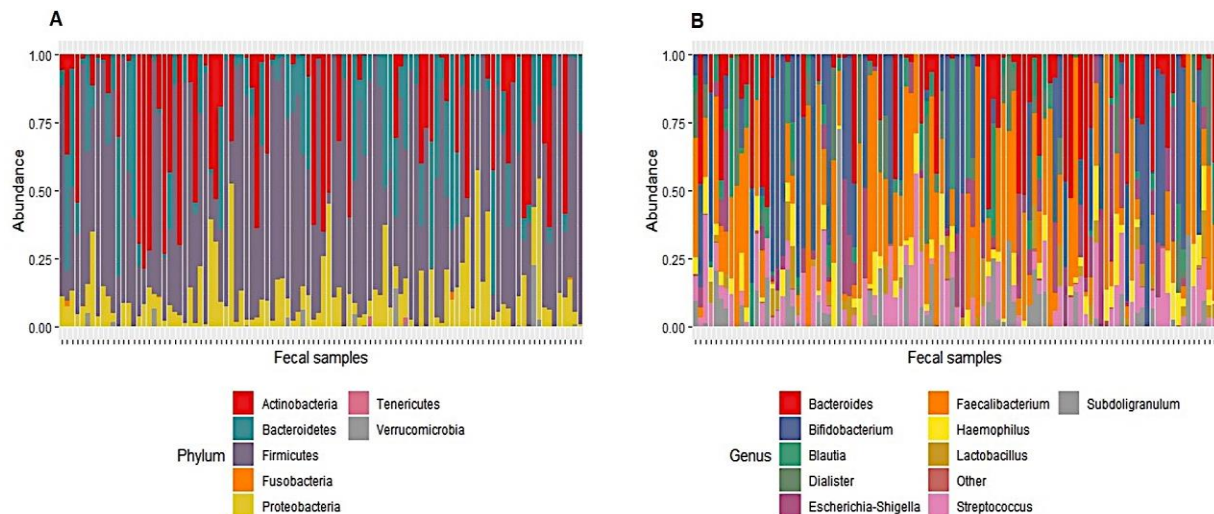 A
1.00
0.75
0.50
0.25
0.00
Abundance
Fecal samples
Phylum
Actinobacteria
Bacteroidetes
Firmicutes
Fusobacteria
Proteobacteria
Tenericutes
Verrucomicrobia
B
1.00
0.75
0.50
0.25
0.00
Abundance
Fecal samples
Genus
Bacteroides
Bifidobacterium
Blautia
Dialister
Escherichia-Shigella
Faecalibacterium
Haemophilus
Lactobacillus
Other
Streptococcus
Subdoligranulum